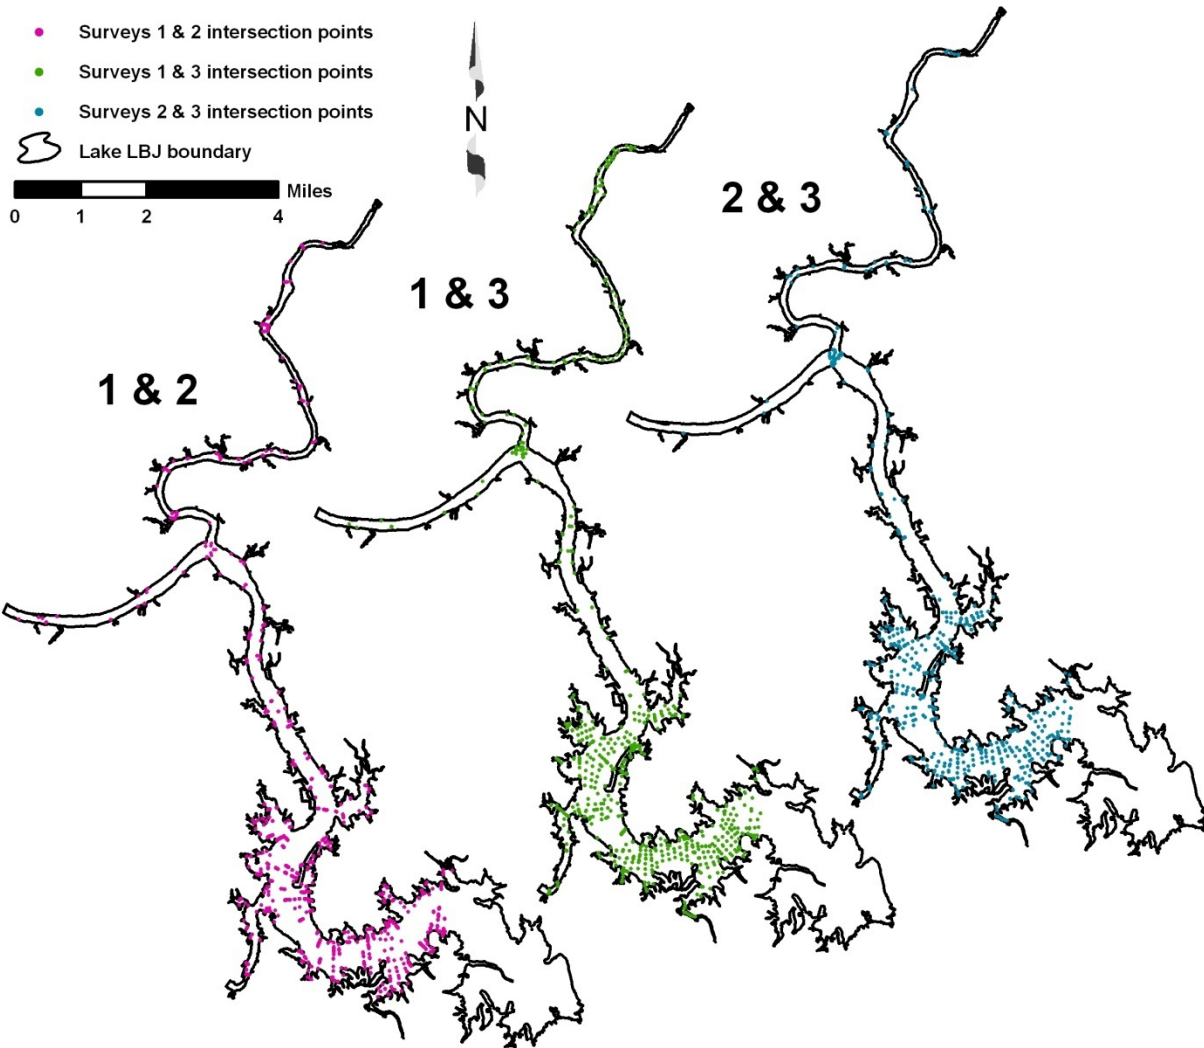 Surveys 1 & 2 intersection points
Surveys 1 & 3 intersection points
Surveys 2 & 3 intersection points
Lake LBJ boundary
Miles
0 1 2 4
N
2 & 3
1 & 3
1 & 2